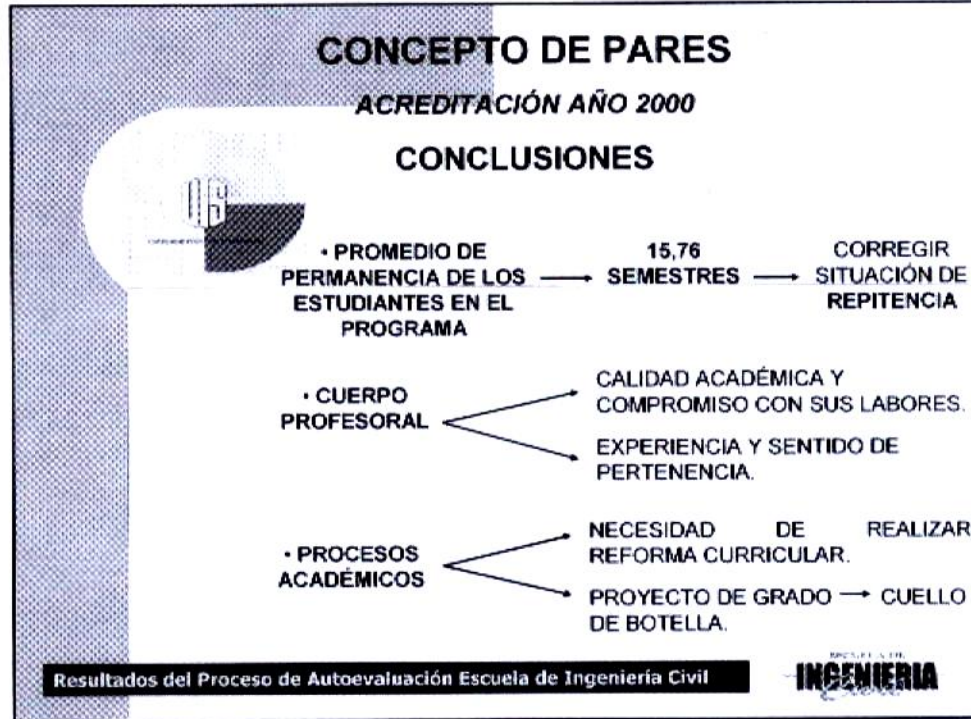 CONCEPTO DE PARES
ACREDITACIÓN AÑO 2000
CONCLUSIONES
• PROMEDIO DE
PERMANENCIA DE LOS
ESTUDIANTES EN EL
PROGRAMA
15,76
SEMESTRES
CORREGIR
SITUACIÓN DE
REPITENCIA
• CUERPO
PROFESORAL
CALIDAD ACADÉMICA Y
COMPROMISO CON SUS LABORES.
EXPERIENCIA Y SENTIDO DE
PERTENENCIA.
• PROCESOS
ACADÉMICOS
NECESIDAD DE REALIZAR
REFORMA CURRICULAR.
PROYECTO DE GRADO → CUELLO
DE BOTELLA.
Resultados del Proceso de Autoevaluación Escuela de Ingeniería Civil
INGENIERIA